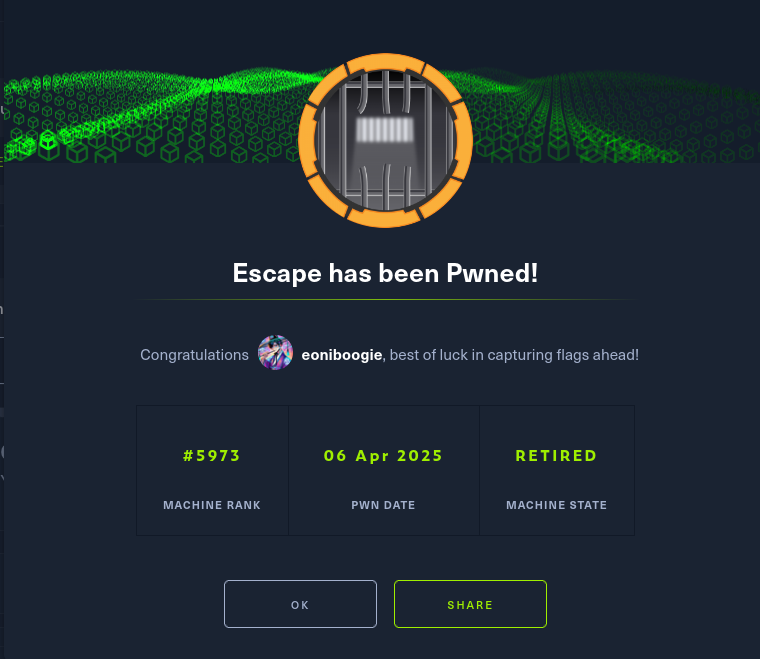 Escape has been Pwned!
Congratulations eoniboogie, best of luck in capturing flags ahead!
#5973 06 Apr 2025 RETIRED
MACHINE RANK PWN DATE MACHINE STATE
OK SHARE